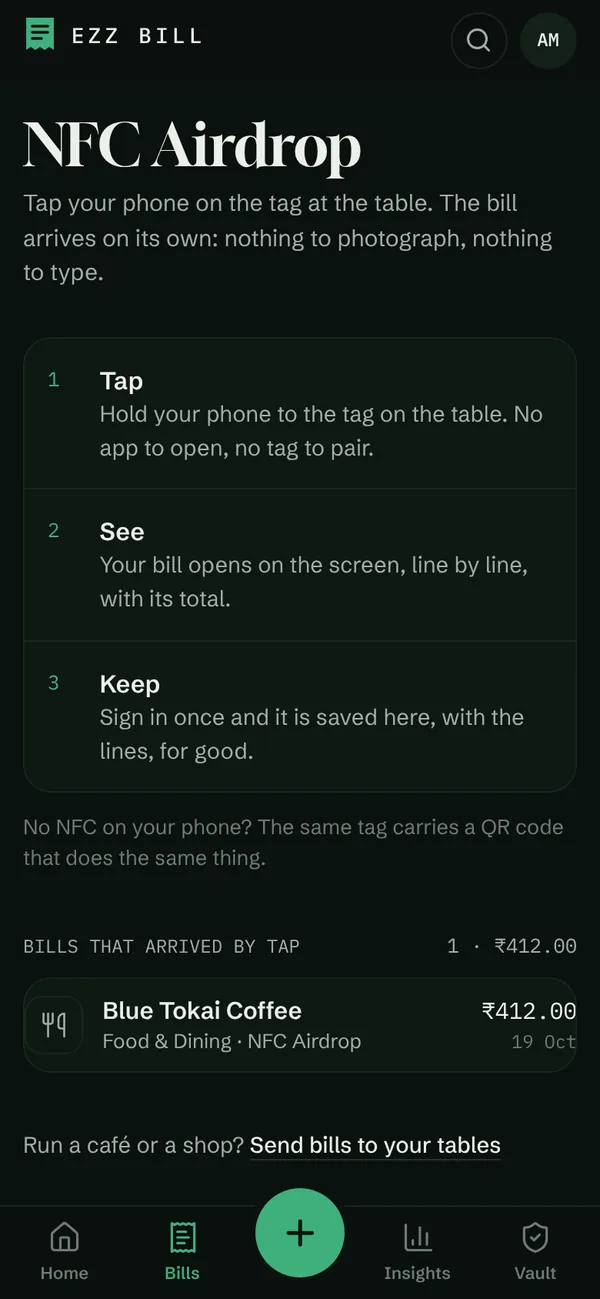 EZZ BILL
AM
NFC Airdrop
Tap your phone on the tag at the table. The bill
arrives on its own: nothing to photograph, nothing
to type.
1 Tap
Hold your phone to the tag on the table. No
app to open, no tag to pair.
2 See
Your bill opens on the screen, line by line,
with its total.
3 Keep
Sign in once and it is saved here, with the
lines, for good.
No NFC on your phone? The same tag carries a QR code
that does the same thing.
BILLS THAT ARRIVED BY TAP 1 · ₹412.00
Blue Tokai Coffee ₹412.00
Food & Dining · NFC Airdrop 19 Oct
Run a café or a shop? Send bills to your tables
Home Bills Insights Vault